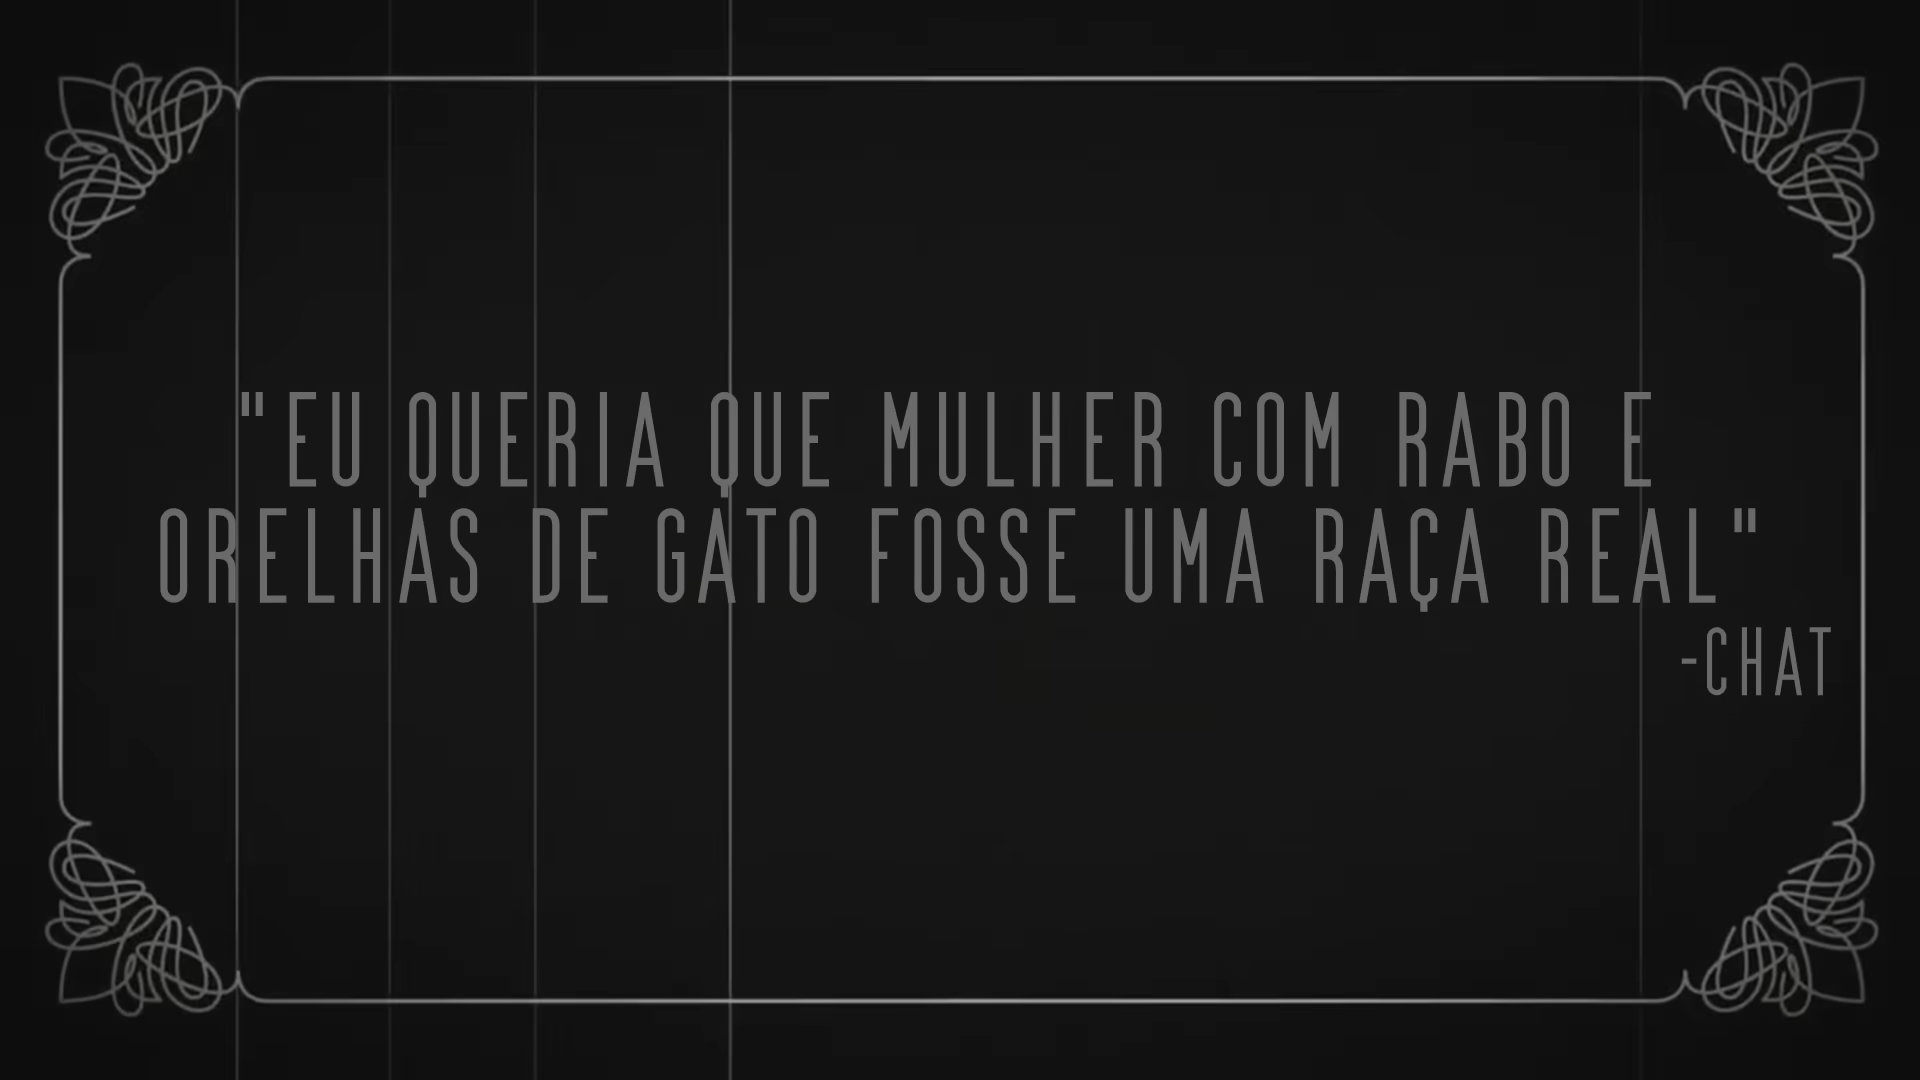 "EU QUERIA QUE MULHER COM RABO E
ORELHAS DE GATO FOSSE UMA RAÇA REAL"
-CHAT